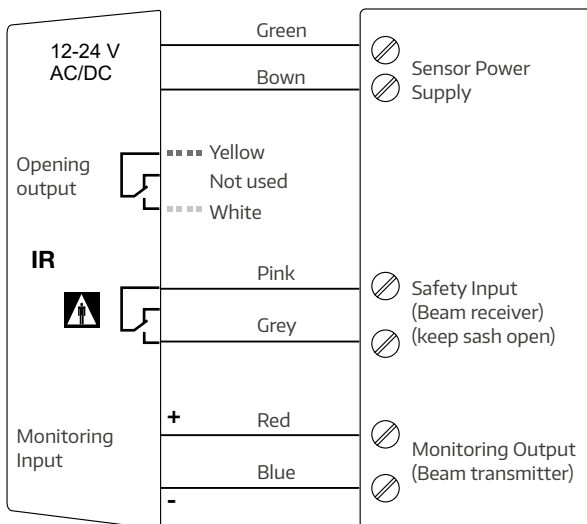 12-24 V
AC/DC
Green
Bown
Sensor Power
Supply
Opening
output
Yellow
Not used
White
IR
Pink
Grey
Safety Input
(Beam receiver)
(keep sash open)
Monitoring
Input
+
Red
Blue
-
Monitoring Output
(Beam transmitter)